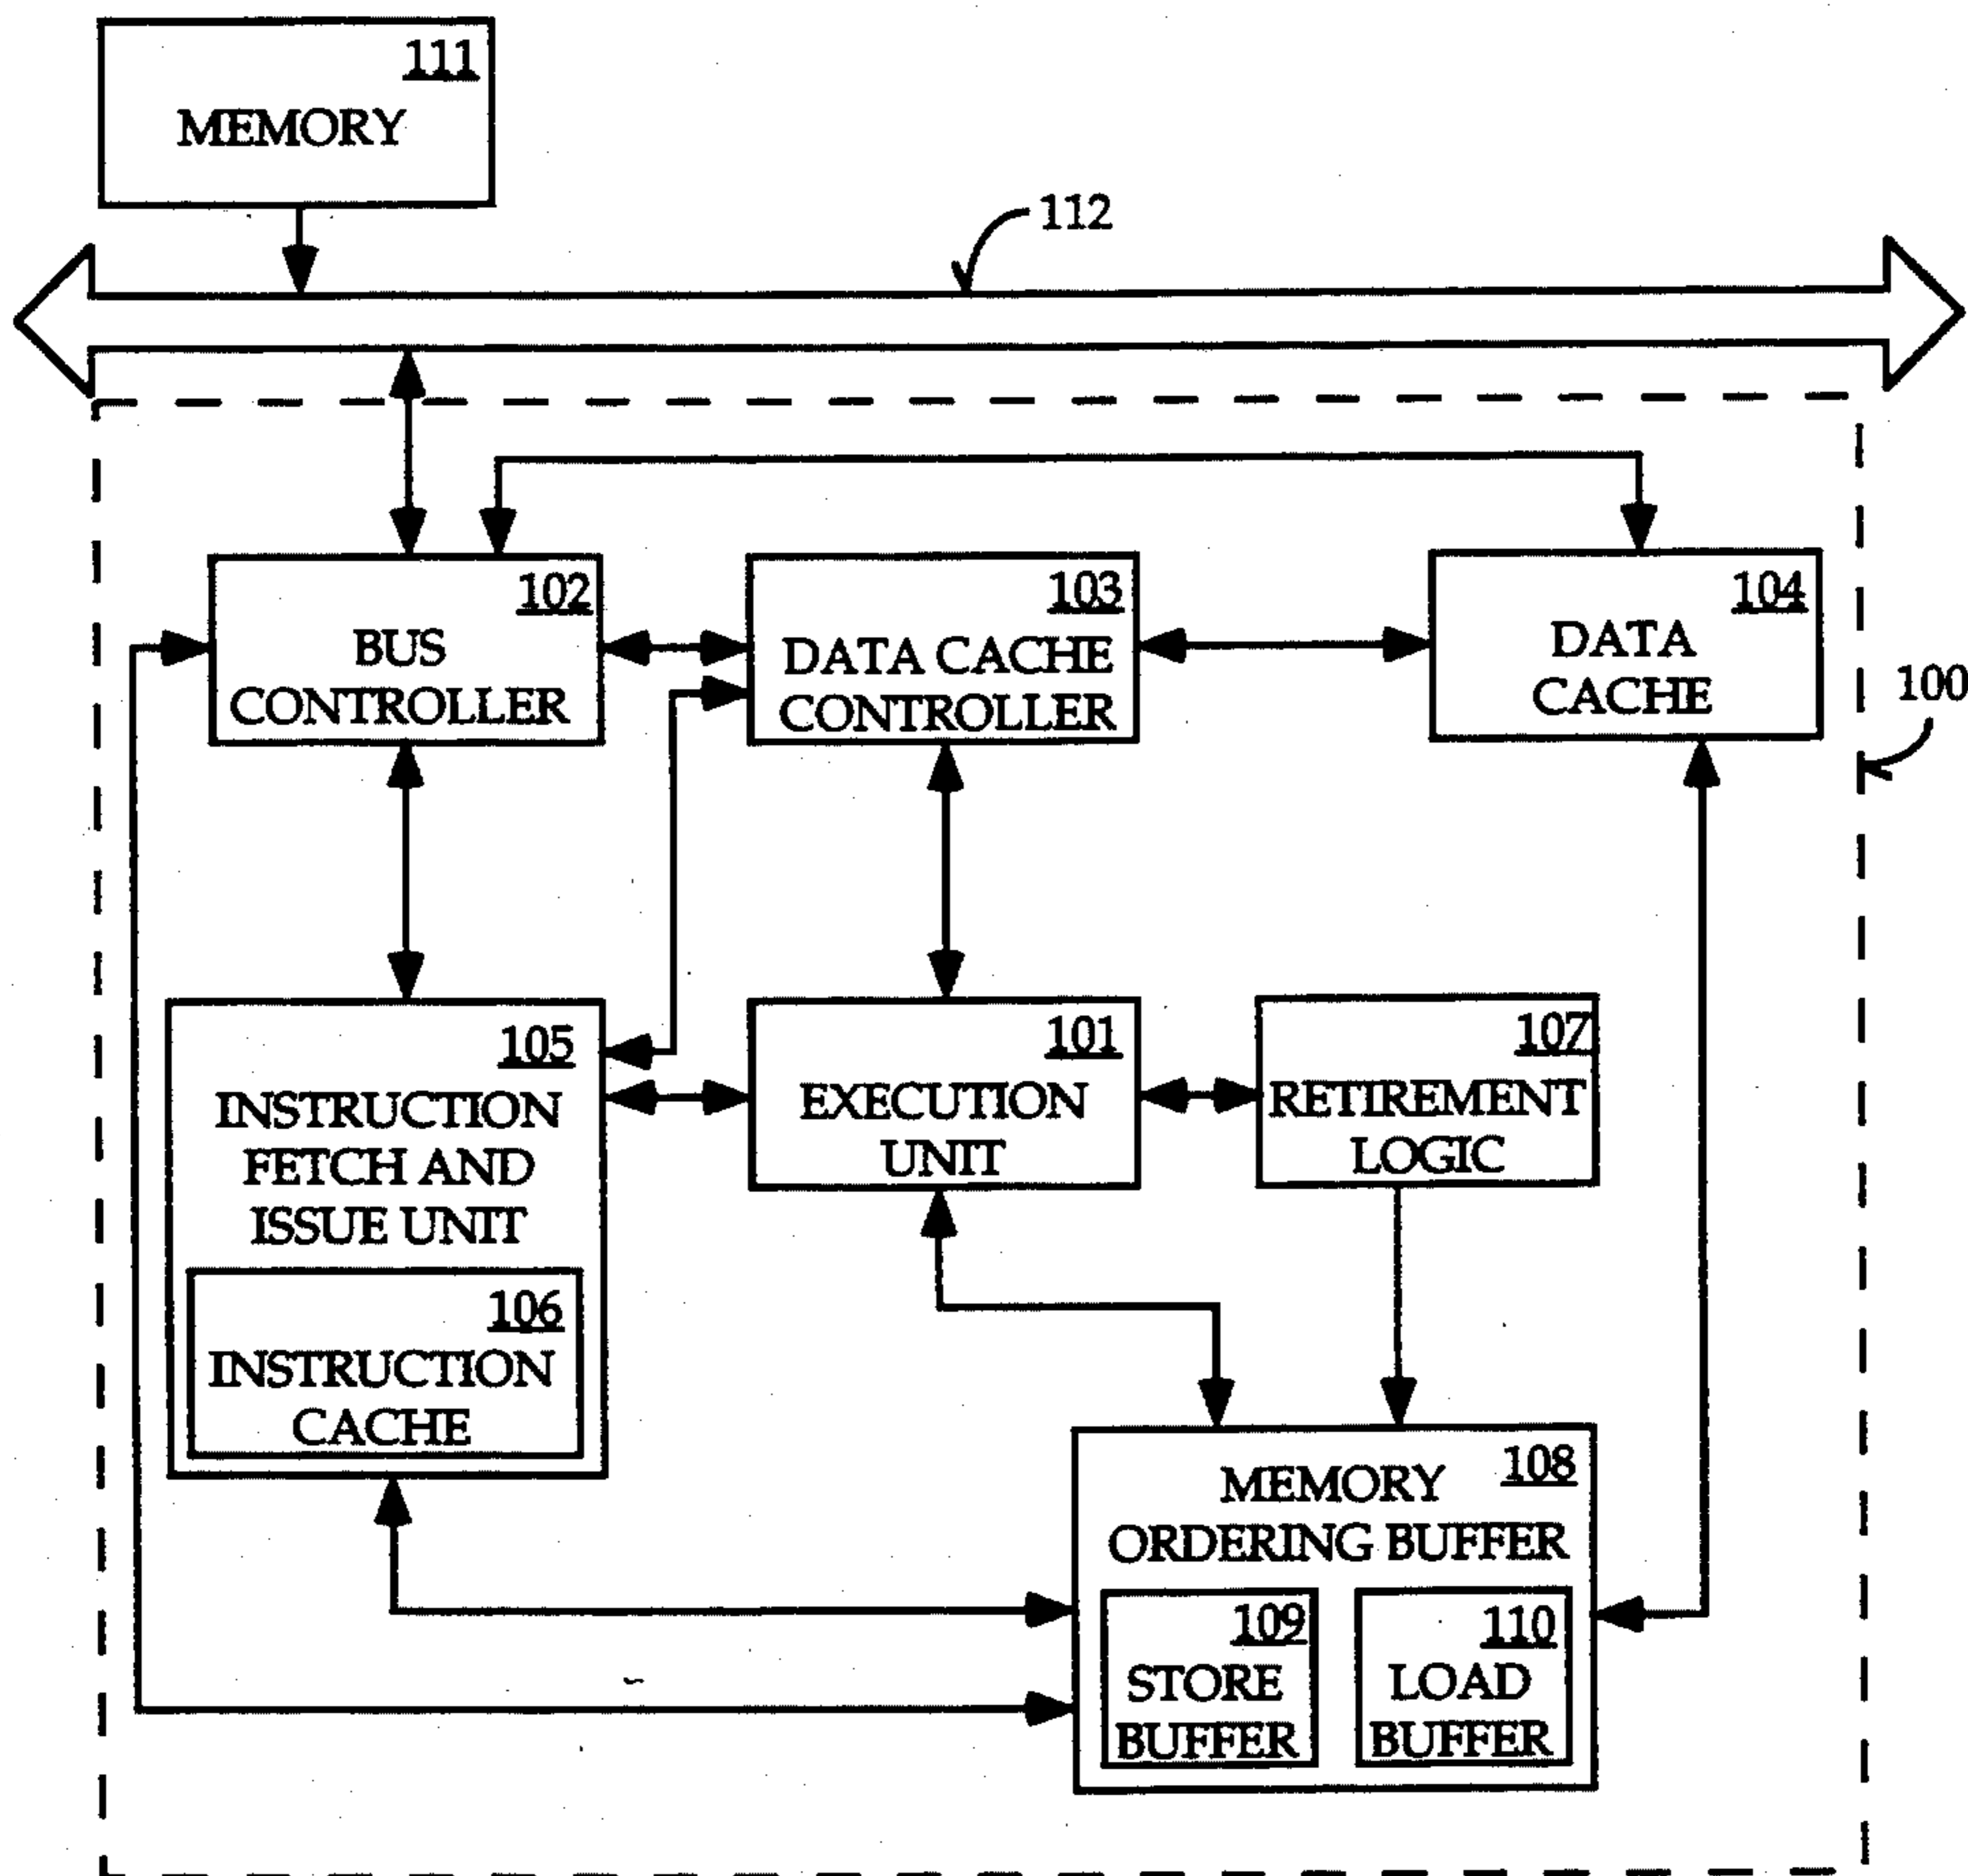 111
MEMORY
112
102
BUS
CONTROLLER
103
DATA CACHE
CONTROLLER
104
DATA
CACHE
100
105
INSTRUCTION
FETCH AND
ISSUE UNIT
106
INSTRUCTION
CACHE
101
EXECUTION
UNIT
107
RETIREMENT
LOGIC
108
MEMORY
ORDERING BUFFER
109
STORE
BUFFER
110
LOAD
BUFFER